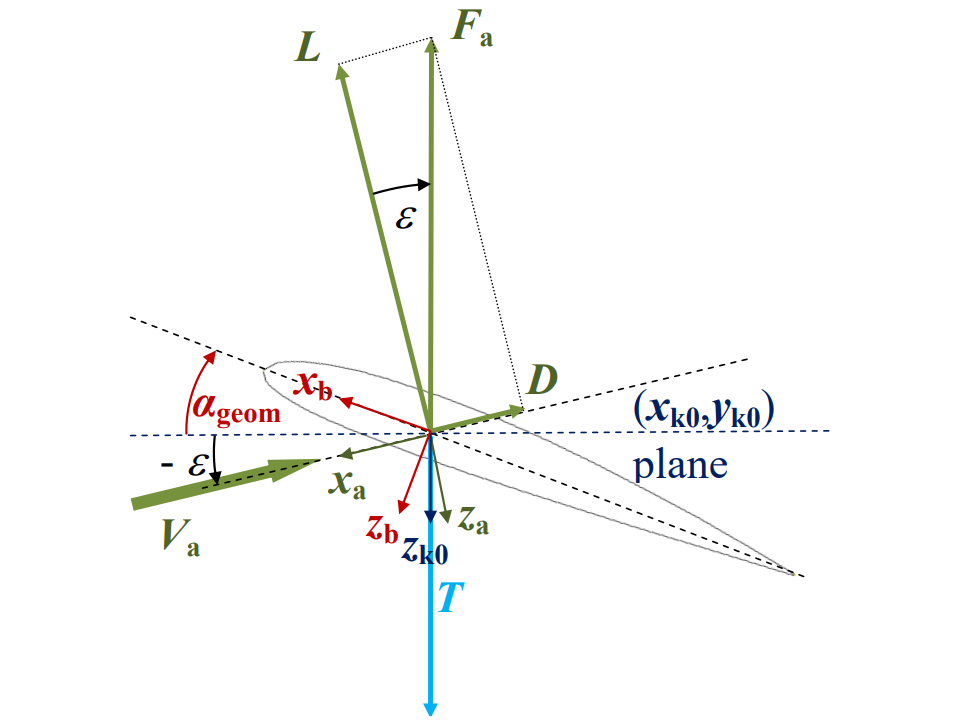 L
Fa
ε
D
xb
αgeom
(xk0,yk0)
plane
- ε
xa
Va
zb
za
zk0
T